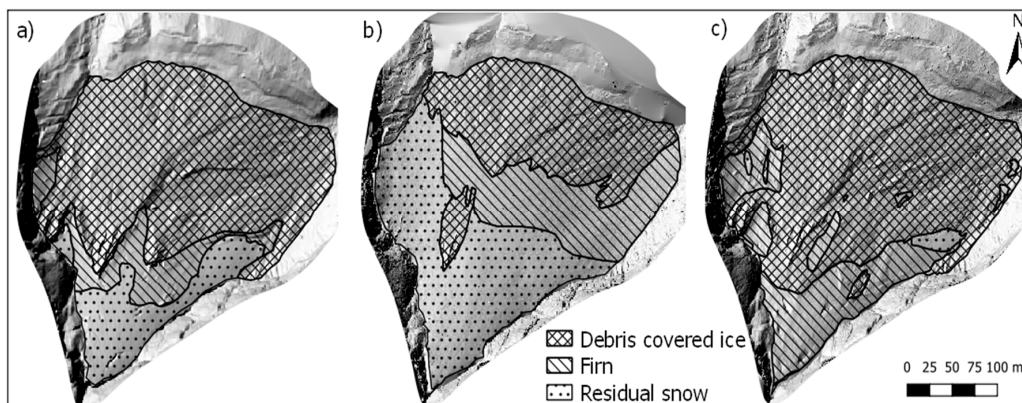 a)
b)
c)
N
Debris covered ice
Firn
Residual snow
0 25 50 75 100 m